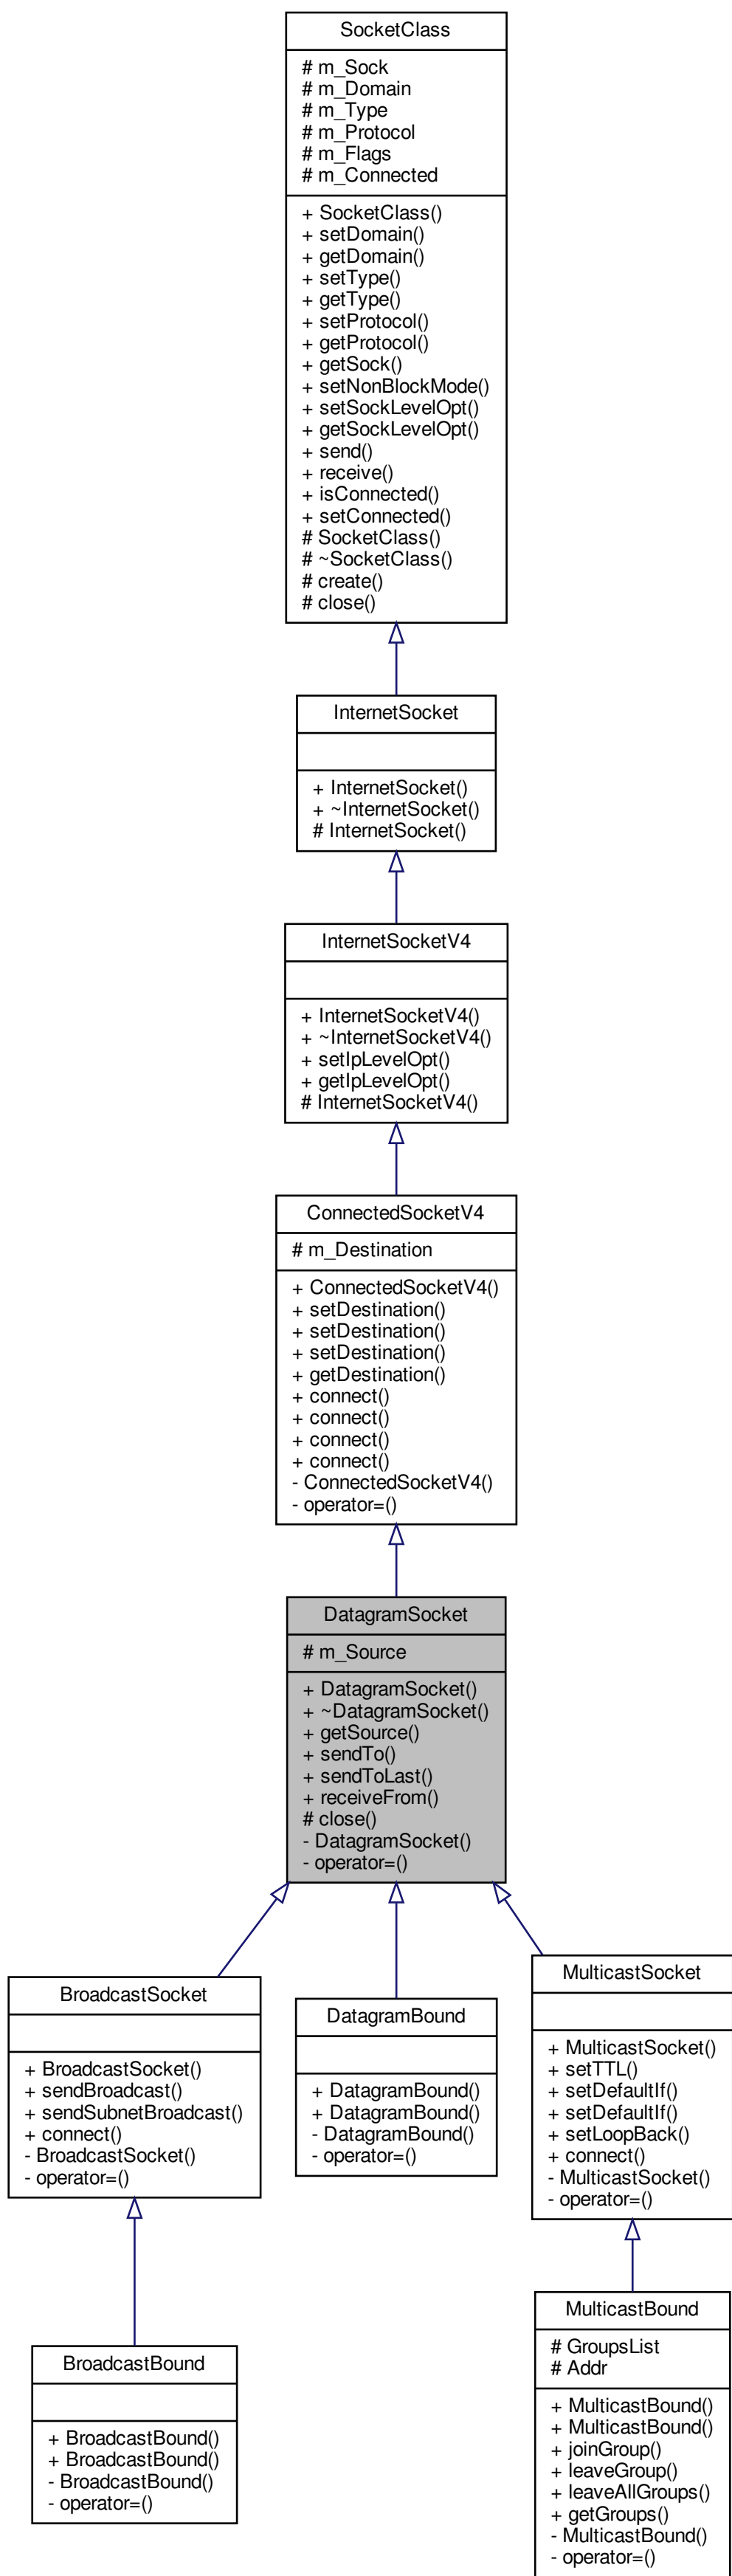 SocketClass
# m_Sock
# m_Domain
# m_Type
# m_Protocol
# m_Flags
# m_Connected
+ SocketClass()
+ setDomain()
+ getDomain()
+ setType()
+ getType()
+ setProtocol()
+ getProtocol()
+ getSock()
+ setNonBlockMode()
+ setSockLevelOpt()
+ getSockLevelOpt()
+ send()
+ receive()
+ isConnected()
+ setConnected()
# SocketClass()
# ~SocketClass()
# create()
# close()
InternetSocket
+ InternetSocket()
+ ~InternetSocket()
# InternetSocket()
InternetSocketV4
+ InternetSocketV4()
+ ~InternetSocketV4()
+ setIpLevelOpt()
+ getIpLevelOpt()
# InternetSocketV4()
ConnectedSocketV4
# m_Destination
+ ConnectedSocketV4()
+ setDestination()
+ setDestination()
+ setDestination()
+ getDestination()
+ connect()
+ connect()
+ connect()
+ connect()
- ConnectedSocketV4()
- operator=()
DatagramSocket
# m_Source
+ DatagramSocket()
+ ~DatagramSocket()
+ getSource()
+ sendTo()
+ sendToLast()
+ receiveFrom()
# close()
- DatagramSocket()
- operator=()
BroadcastSocket
+ BroadcastSocket()
+ sendBroadcast()
+ sendSubnetBroadcast()
+ connect()
- BroadcastSocket()
- operator=()
DatagramBound
+ DatagramBound()
+ DatagramBound()
- DatagramBound()
- operator=()
MulticastSocket
+ MulticastSocket()
+ setTTL()
+ setDefaultIf()
+ setDefaultIf()
+ setLoopBack()
+ connect()
- MulticastSocket()
- operator=()
BroadcastBound
+ BroadcastBound()
+ BroadcastBound()
- BroadcastBound()
- operator=()
MulticastBound
# GroupsList
# Addr
+ MulticastBound()
+ MulticastBound()
+ joinGroup()
+ leaveGroup()
+ leaveAllGroups()
+ getGroups()
- MulticastBound()
- operator=()